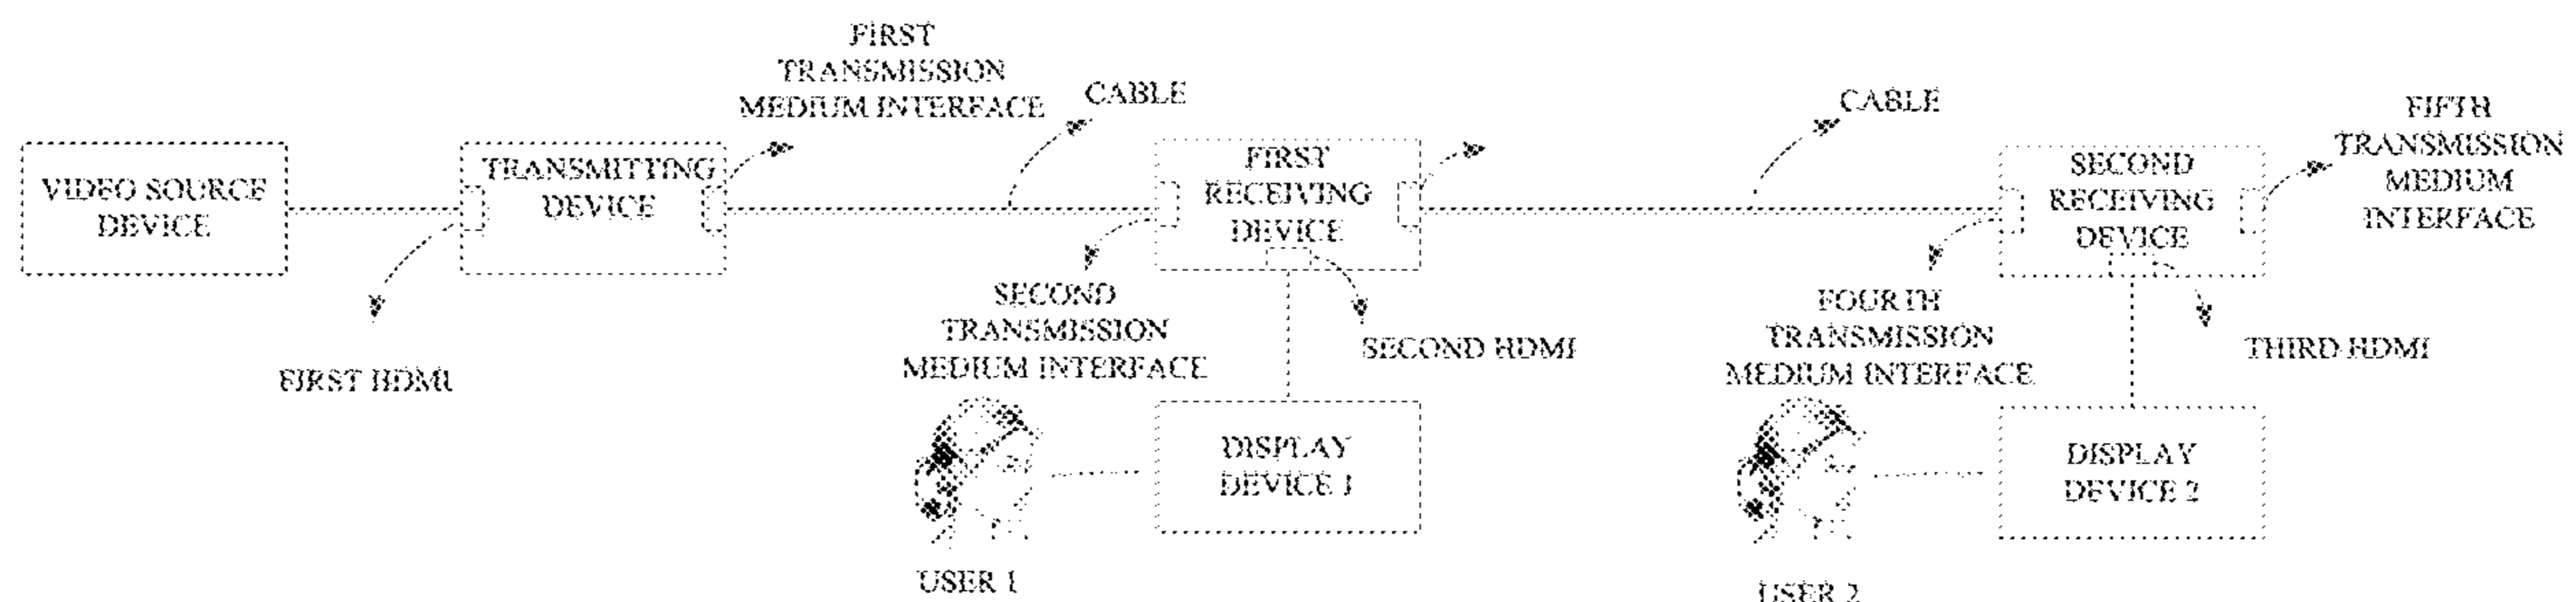 FIRST
TRANSMISSION
MEDIUM INTERFACE
CABLE
CABLE
FIFTH
TRANSMISSION
MEDIUM
INTERFACE
VIDEO SOURCE
DEVICE
TRANSMITTING
DEVICE
FIRST
RECEIVING
DEVICE
SECOND
RECEIVING
DEVICE
FIRST HDMI
SECOND
TRANSMISSION
MEDIUM INTERFACE
SECOND HDMI
FOURTH
TRANSMISSION
MEDIUM INTERFACE
THIRD HDMI
DISPLAY
DEVICE 1
DISPLAY
DEVICE 2
USER 1
USER 2